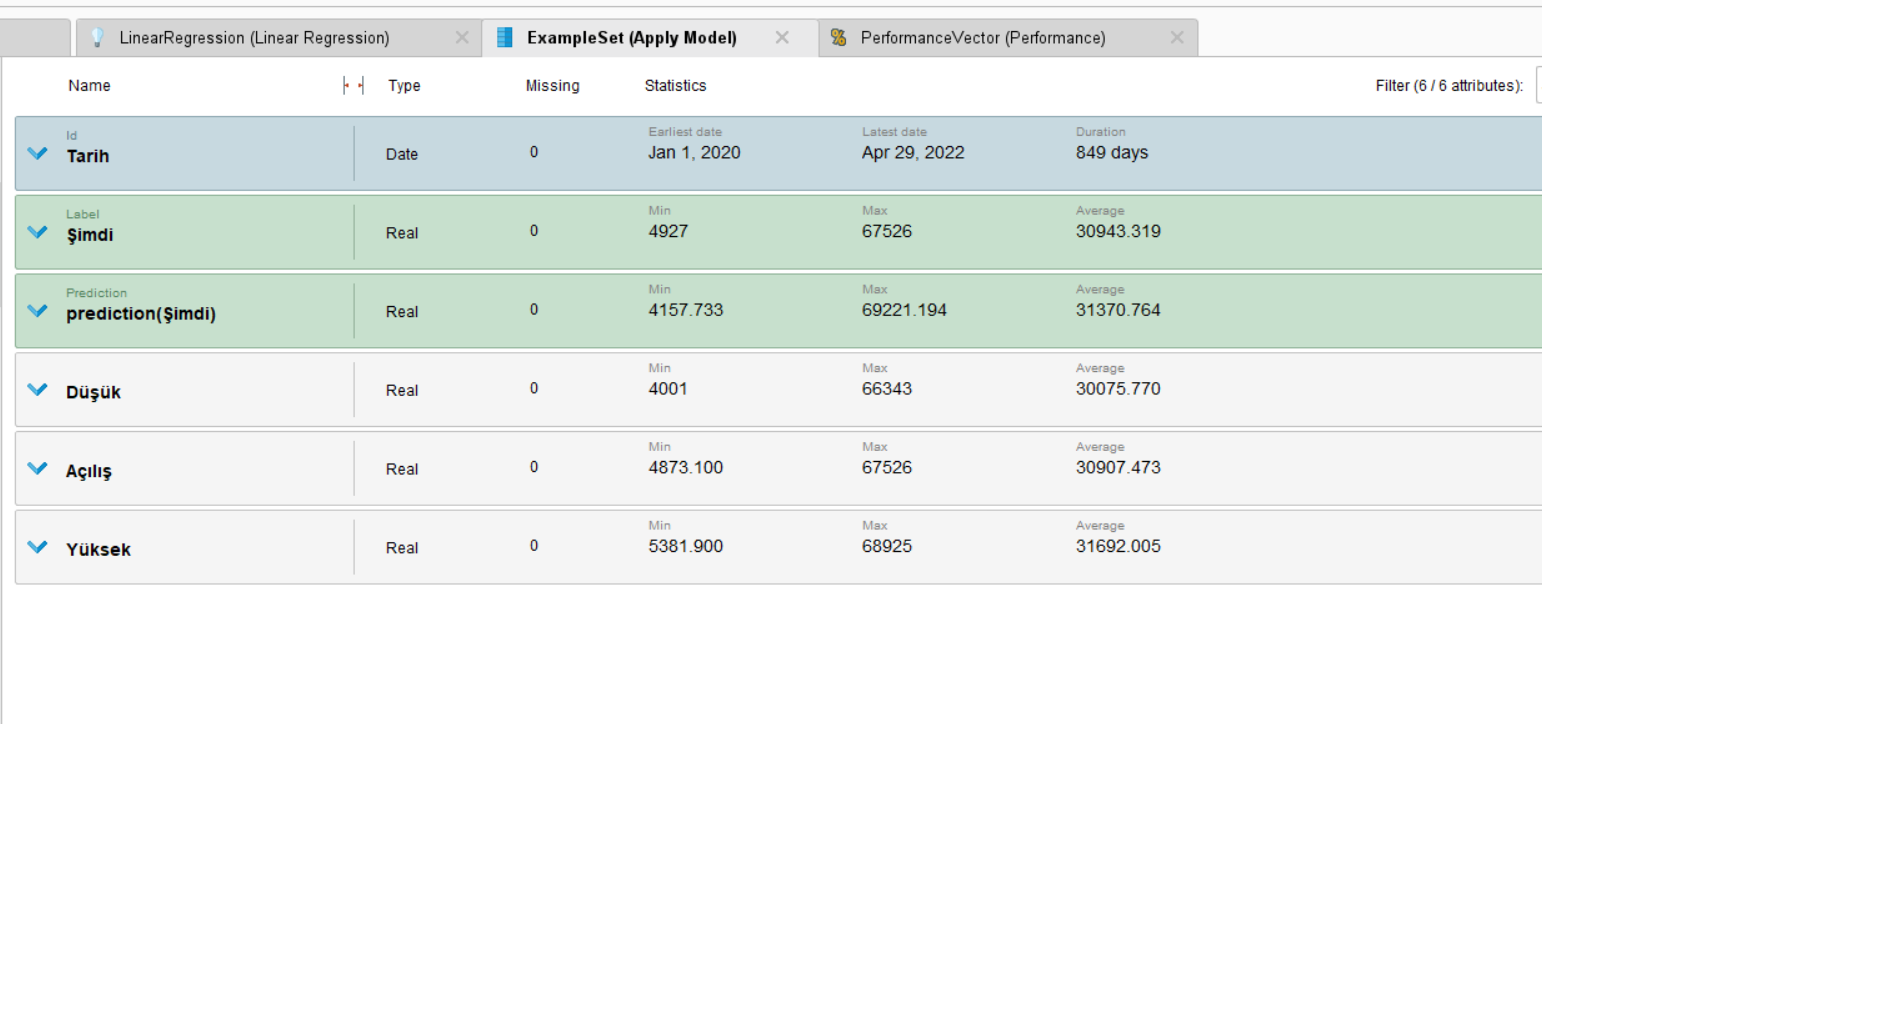 LinearRegression (Linear Regression) ExampleSet (Apply Model) PerformanceVector (Performance)
Name Type Missing Statistics Filter (6 / 6 attributes):
Id Earliest date Latest date Duration
Tarih Date 0 Jan 1, 2020 Apr 29, 2022 849 days
Label Min Max Average
Şimdi Real 0 4927 67526 30943.319
Prediction Min Max Average
prediction(Şimdi) Real 0 4157.733 69221.194 31370.764
Min Max Average
Düşük Real 0 4001 66343 30075.770
Min Max Average
Açılış Real 0 4873.100 67526 30907.473
Min Max Average
Yüksek Real 0 5381.900 68925 31692.005